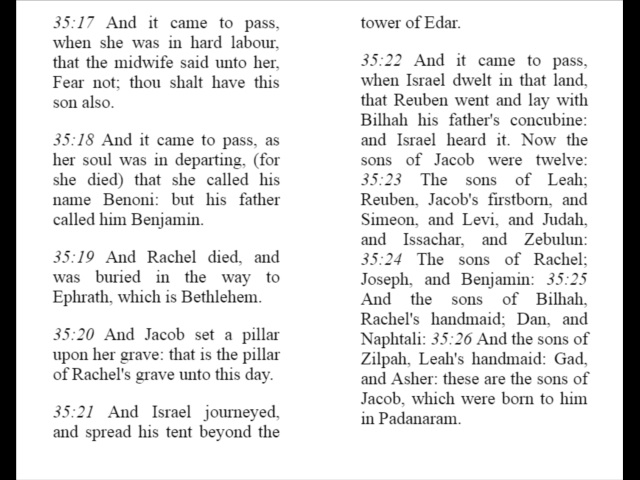 35:17 And it came to pass,
when she was in hard labour,
that the midwife said unto her,
Fear not; thou shalt have this
son also.
35:18 And it came to pass, as
her soul was in departing, (for
she died) that she called his
name Benoni: but his father
called him Benjamin.
35:19 And Rachel died, and
was buried in the way to
Ephrath, which is Bethlehem.
35:20 And Jacob set a pillar
upon her grave: that is the pillar
of Rachel's grave unto this day.
35:21 And Israel journeyed,
and spread his tent beyond the
tower of Edar.
35:22 And it came to pass,
when Israel dwelt in that land,
that Reuben went and lay with
Bilhah his father's concubine:
and Israel heard it. Now the
sons of Jacob were twelve:
35:23 The sons of Leah;
Reuben, Jacob's firstborn, and
Simeon, and Levi, and Judah,
and Issachar, and Zebulun:
35:24 The sons of Rachel;
Joseph, and Benjamin: 35:25
And the sons of Bilhah,
Rachel's handmaid; Dan, and
Naphtali: 35:26 And the sons of
Zilpah, Leah's handmaid: Gad,
and Asher: these are the sons of
Jacob, which were born to him
in Padanaram.